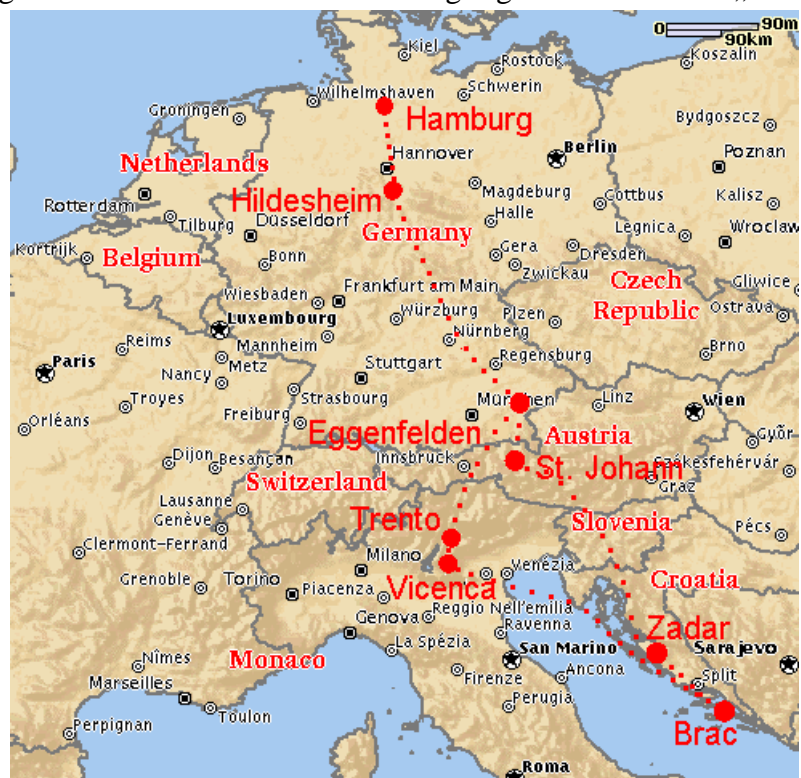 0 90m
90km
Kiel
Koszalin
Rostock
Wilhelmshaven
Schwerin
Groningen
Hamburg
Bydgoszcz
Berlin
Hannover
Poznan
Netherlands
Magdeburg
Hildesheim
Cottbus
Kalisz
Rotterdam
Halle
Tilburg
Düsseldorf
Legnica
Wroclaw
Germany
Kortrijk
Gera
Dresden
Belgium
Bonn
Zwickau
Czech
Republic
Gliwice
Frankfurt am Main
Wiesbaden
Ostrava
Würzburg
Plzen
Luxembourg
Nürnberg
Reims
Mannheim
Brno
Paris
Metz
Stuttgart
Regensburg
Nancy
Strasbourg
Troyes
München
Linz
Wien
Orléans
Freiburg
Eggenfelden
Austria
Győr
Dijon
Besançan
Innsbruck
St. Johann
Székesfehérvár
Switzerland
Graz
Lausanne
Genève
Trento
Slovenia
Pécs
Clermont-Ferrand
Milano
Venézia
Grenoble
Torino
Piacenza
Vicenca
Croatia
Reggio Nell'emilia
Genova
Ravenna
Zadar
La Spézia
San Marino
Sarajevo
Nîmes
Monaco
Firenze
Ancona
Split
Marseilles
Perugia
Toulon
Perpignan
Brac
Roma